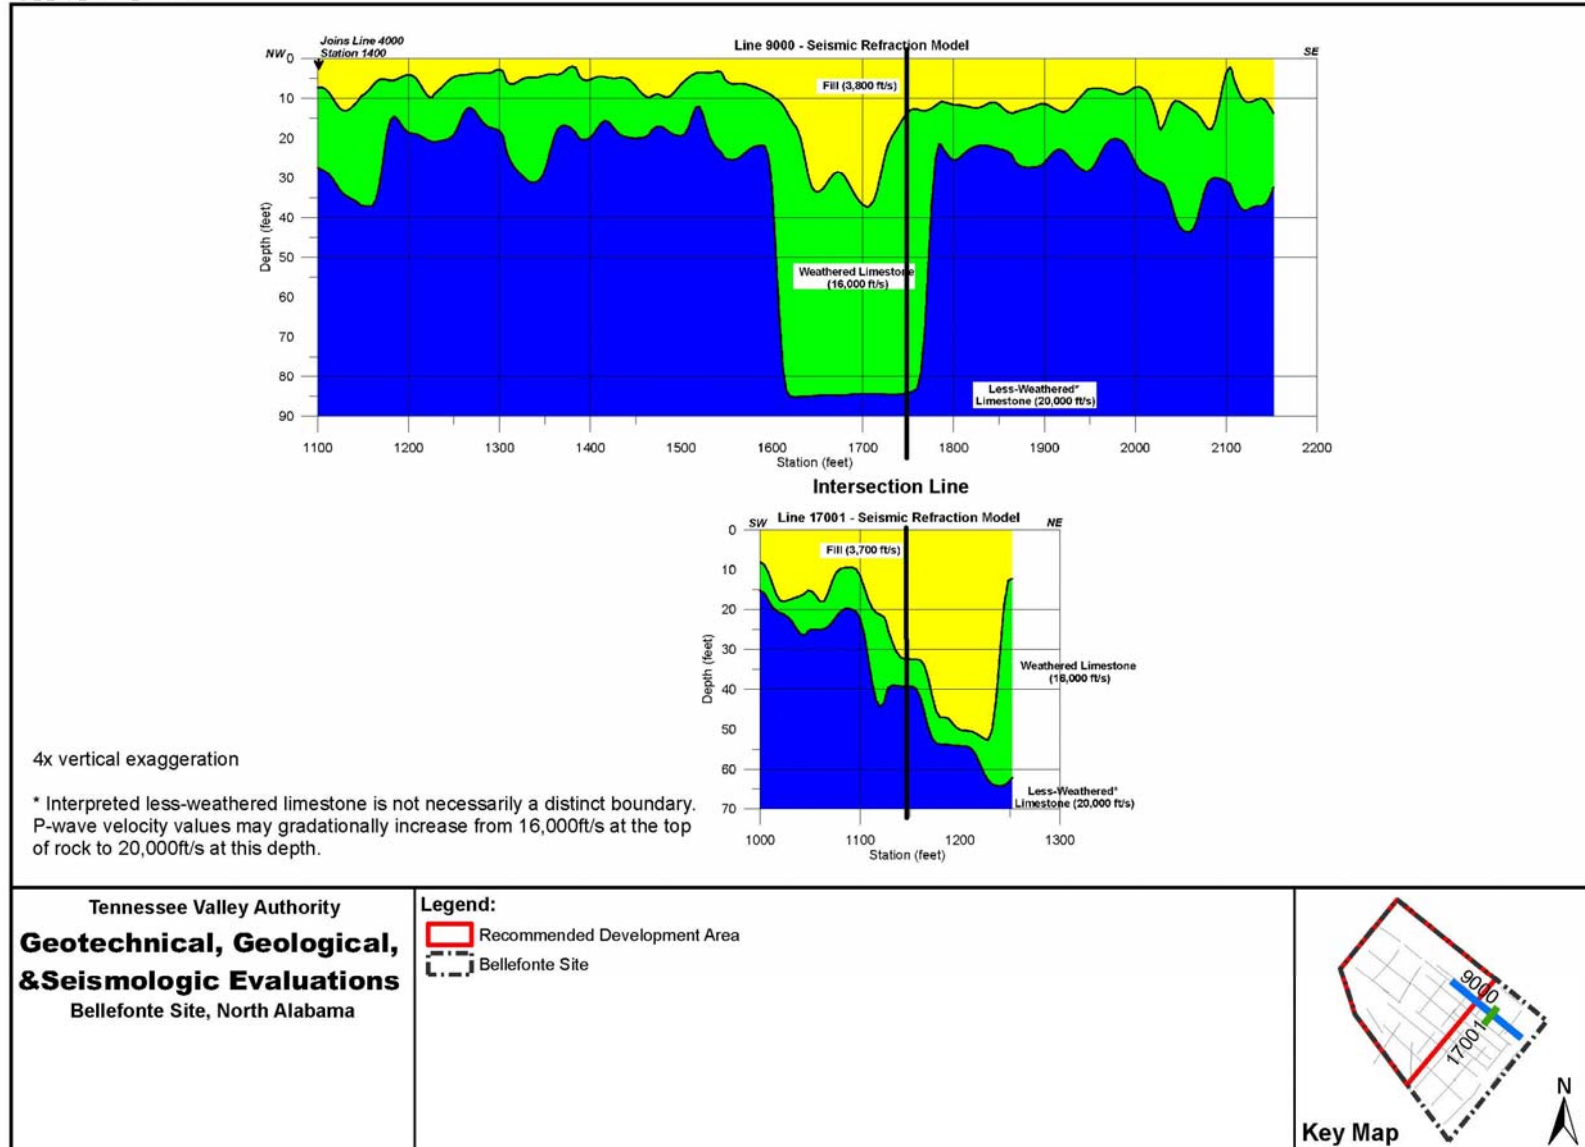 Joins Line 4000
Station 1400
NW
Line 9000 - Seismic Refraction Model
SE
Fill (3,800 ft/s)
Weathered Limestone
(16,000 ft/s)
Less-Weathered*
Limestone (20,000 ft/s)
Depth (feet)
0
10
20
30
40
50
60
70
80
90
1100
1200
1300
1400
1500
1600
1700
1800
1900
2000
2100
2200
Station (feet)
Intersection Line
SW
Line 17001 - Seismic Refraction Model
NE
Fill (3,700 ft/s)
Weathered Limestone
(16,000 ft/s)
Less-Weathered*
Limestone (20,000 ft/s)
Depth (feet)
0
10
20
30
40
50
60
70
1000
1100
1200
1300
Station (feet)
4x vertical exaggeration
* Interpreted less-weathered limestone is not necessarily a distinct boundary.
P-wave velocity values may gradationally increase from 16,000ft/s at the top
of rock to 20,000ft/s at this depth.
Tennessee Valley Authority
Geotechnical, Geological,
&Seismologic Evaluations
Bellefonte Site, North Alabama
Legend:
Recommended Development Area
Bellefonte Site
9000
17001
N
Key Map